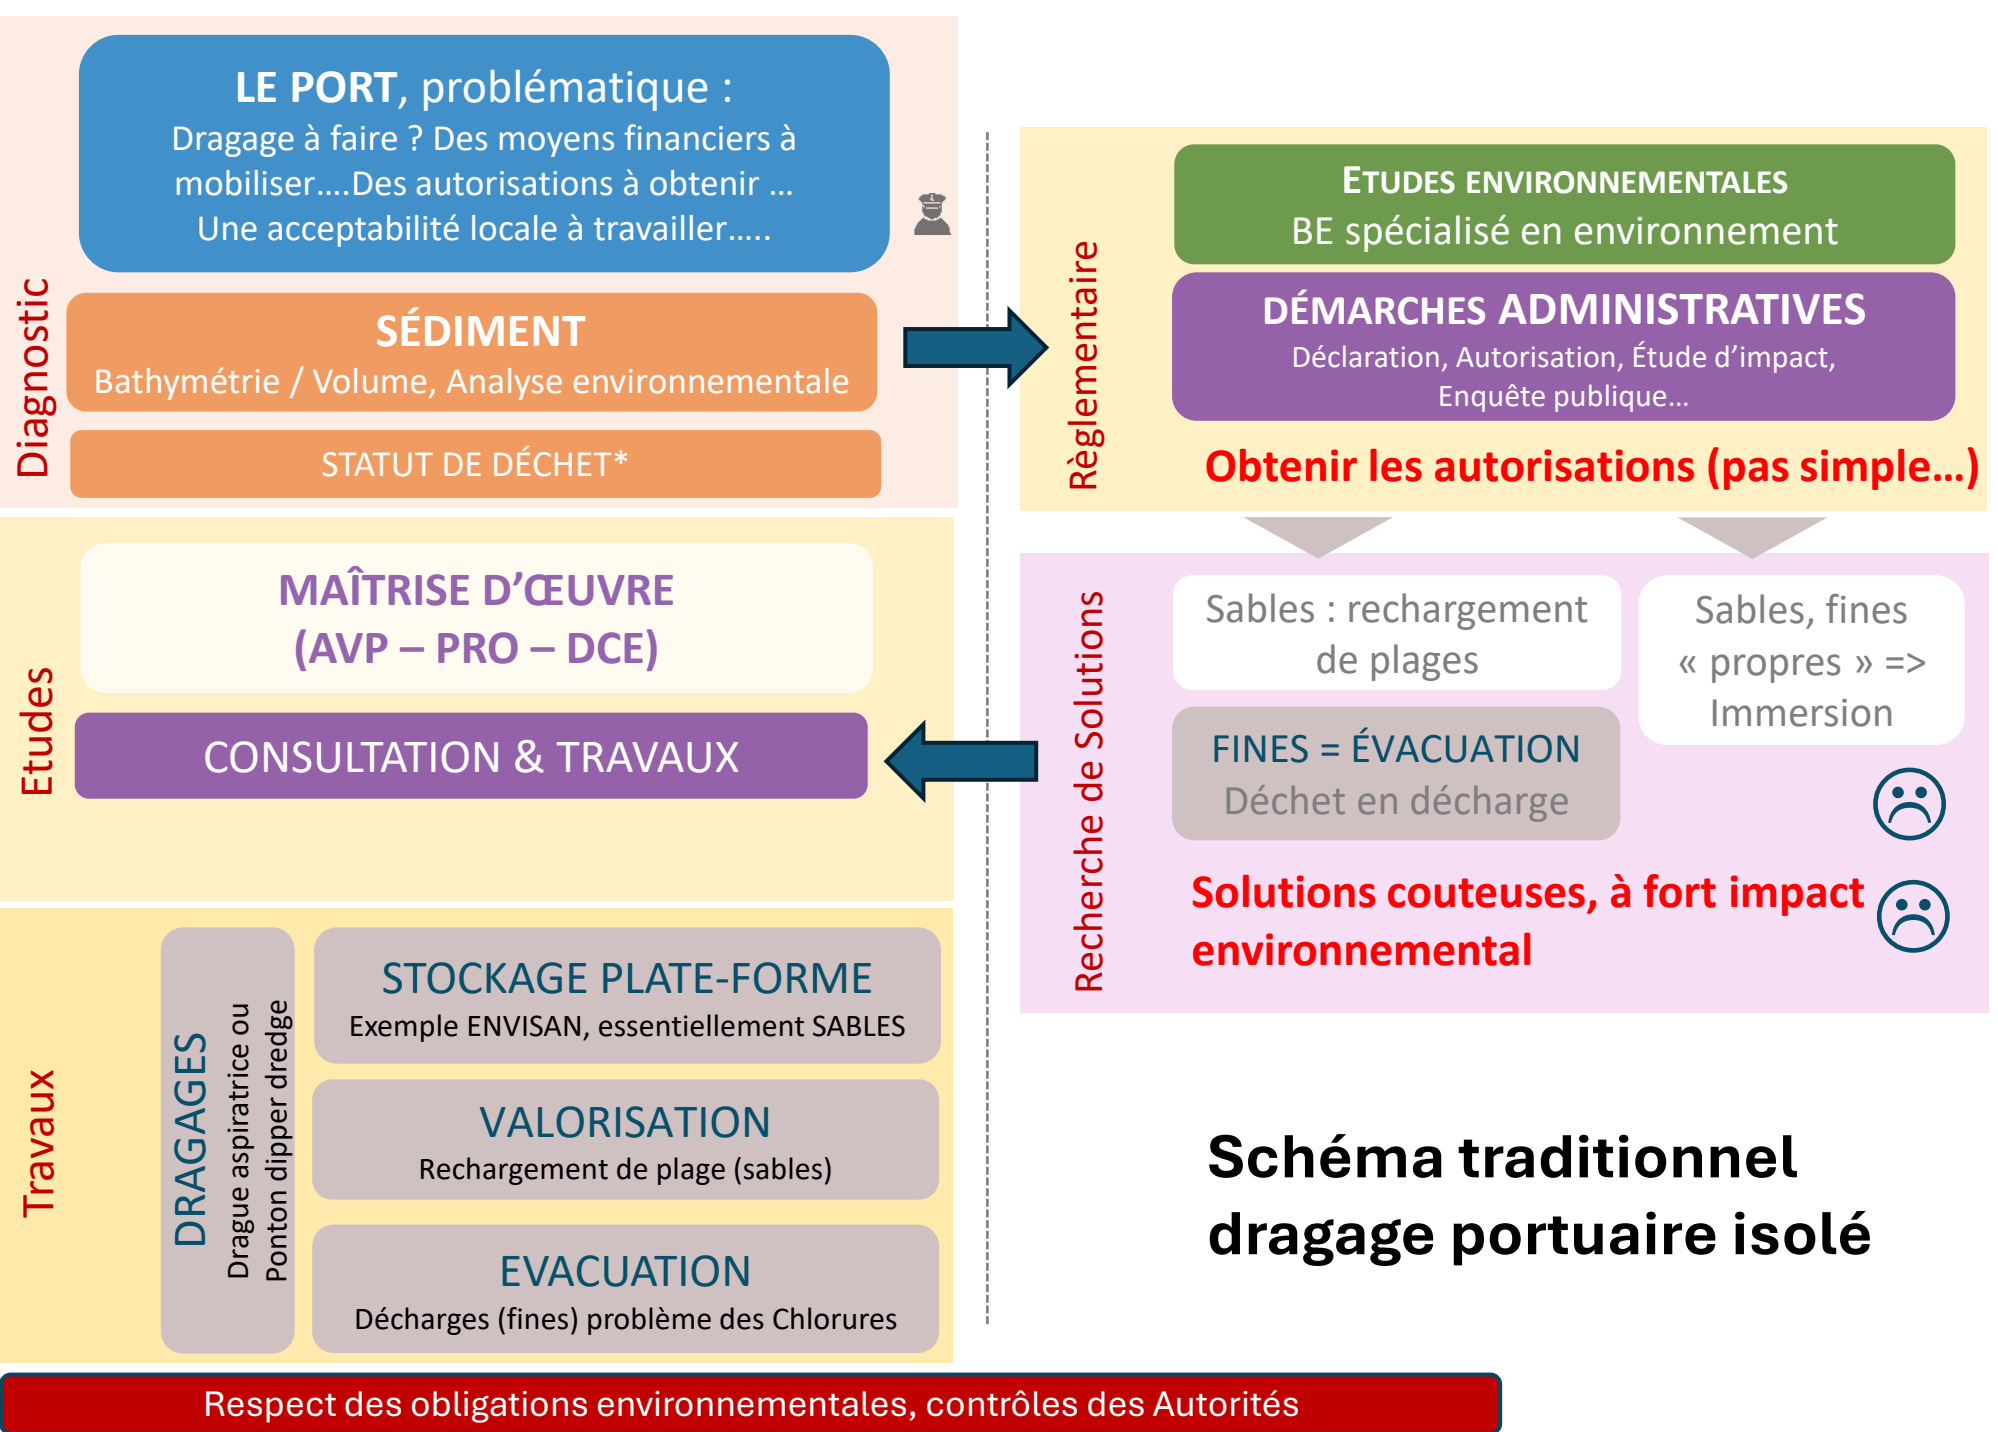 LE PORT, problématique :
Dragage à faire ? Des moyens financiers à
mobiliser....Des autorisations à obtenir ...
Une acceptabilité locale à travailler.....
Diagnostic
SÉDIMENT
Bathymétrie / Volume, Analyse environnementale
STATUT DE DÉCHET*
Règlementaire
ETUDES ENVIRONNEMENTALES
BE spécialisé en environnement
DÉMARCHES ADMINISTRATIVES
Déclaration, Autorisation, Étude d’impact,
Enquête publique...
Obtenir les autorisations (pas simple...)
Recherche de Solutions
Sables : rechargement
de plages
Sables, fines
« propres » =>
Immersion
FINES = ÉVACUATION
Déchet en décharge
Solutions couteuses, à fort impact
environnemental
Etudes
MAÎTRISE D’ŒUVRE
(AVP – PRO – DCE)
CONSULTATION & TRAVAUX
Travaux
DRAGAGES
Drague aspiratrice ou
Ponton dipper dredge
STOCKAGE PLATE-FORME
Exemple ENVISAN, essentiellement SABLES
VALORISATION
Rechargement de plage (sables)
EVACUATION
Décharges (fines) problème des Chlorures
Schéma traditionnel
dragage portuaire isolé
Respect des obligations environnementales, contrôles des Autorités